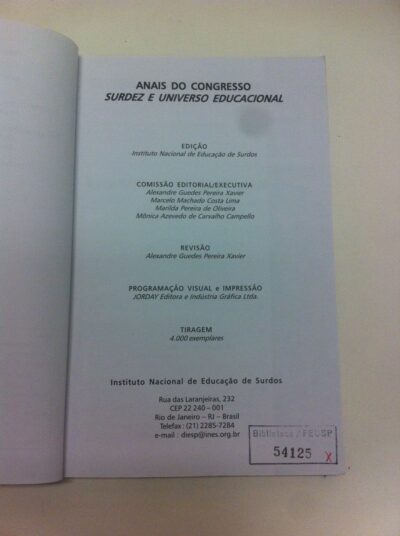 ANAIS DO CONGRESSO
SURDEZ E UNIVERSO EDUCACIONAL
EDIÇÃO
Instituto Nacional de Educação de Surdos
COMISSÃO EDITORIAL/EXECUTIVA
Alexandre Guedes Pereira Xavier
Marcelo Machado Costa Lima
Marilda Pereira de Oliveira
Mônica Azevedo de Carvalho Campello
REVISÃO
Alexandre Guedes Pereira Xavier
PROGRAMAÇÃO VISUAL e IMPRESSÃO
JORDAY Editora e Indústria Gráfica Ltda.
TIRAGEM
4.000 exemplares
Instituto Nacional de Educação de Surdos
Rua das Laranjeiras, 232
CEP 22 240 – 001
Rio de Janeiro – RJ – Brasil
Telefax : (21) 2285-7284
e-mail : diesp@ines.org.br
Biblioteca / FECSP
54125 X